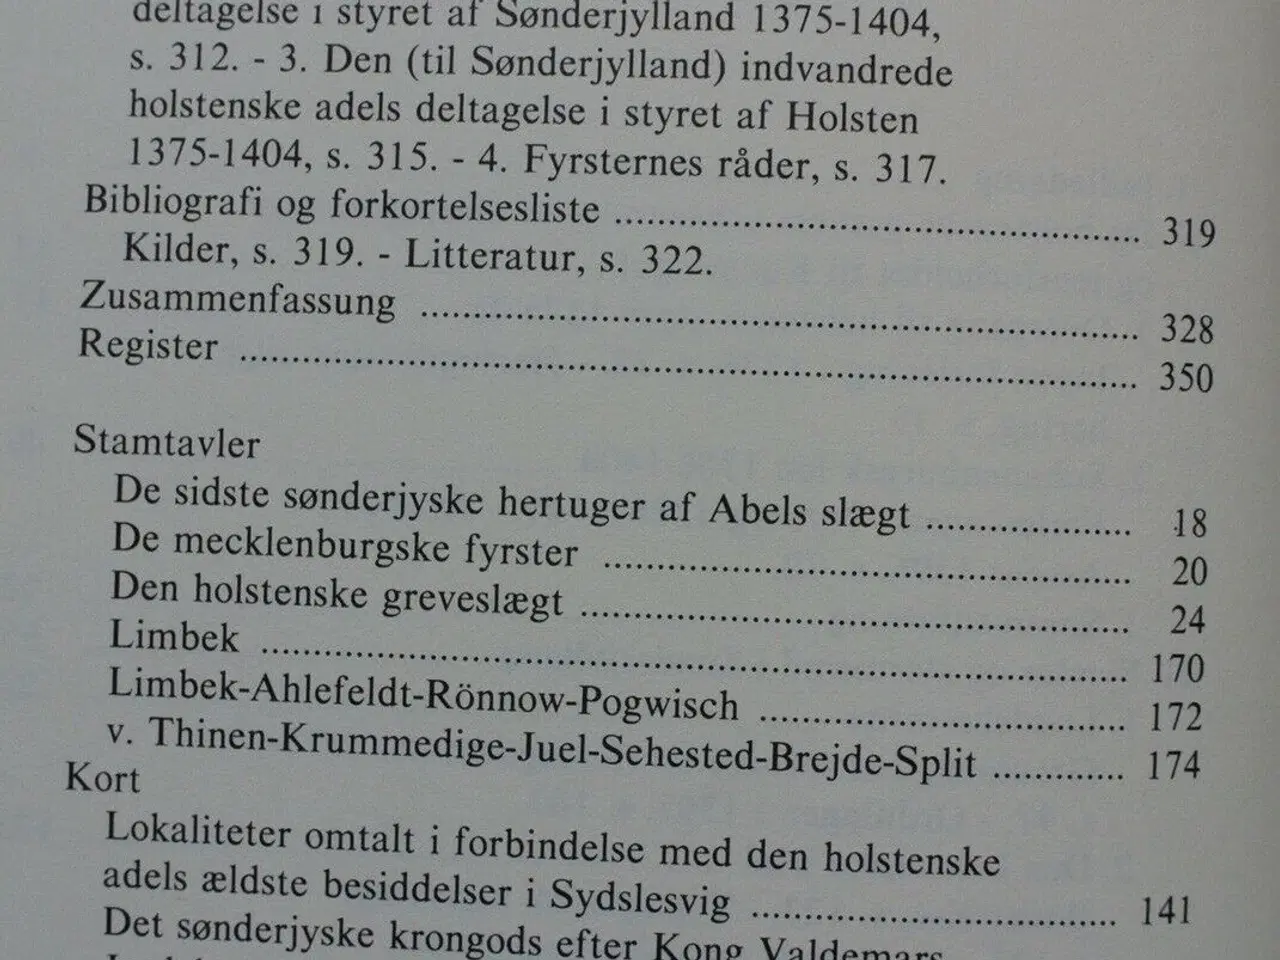 deltagelse i styret af Sønderjylland 1375-1404,
s. 312. - 3. Den (til Sønderjylland) indvandrede
holstenske adels deltagelse i styret af Holsten
1375-1404, s. 315. - 4. Fyrsternes råder, s. 317.
Bibliografi og forkortelsesliste ........................ 319
Kilder, s. 319. - Litteratur, s. 322.
Zusammenfassung ........................ 328
Register ........................ 350
Stamtavler
De sidste sønderjyske hertuger af Abels slægt ........................ 18
De mecklenburgske fyrster ........................ 20
Den holstenske greveslægt ........................ 24
Limbek ........................ 170
Limbek-Ahlefeldt-Rönnow-Pogwisch ........................ 172
v. Thinen-Krummedige-Juel-Sehested-Brejde-Split ............. 174
Kort
Lokaliteter omtalt i forbindelse med den holstenske
adels ældste besiddelser i Sydslesvig ........................ 141
Det sønderjyske krongods efter Kong Valdemars